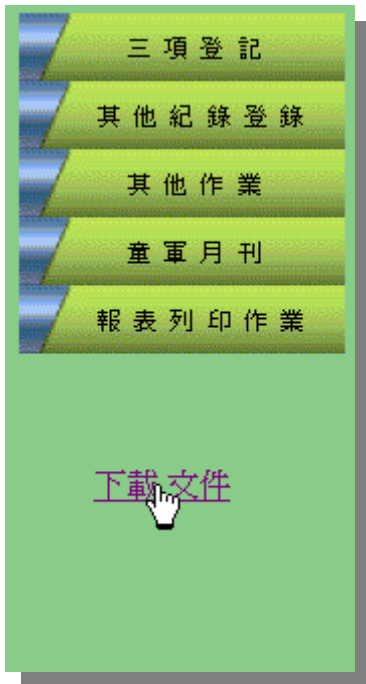 三項登記
其他紀錄登錄
其他作業
童軍月刊
報表列印作業
下載文件